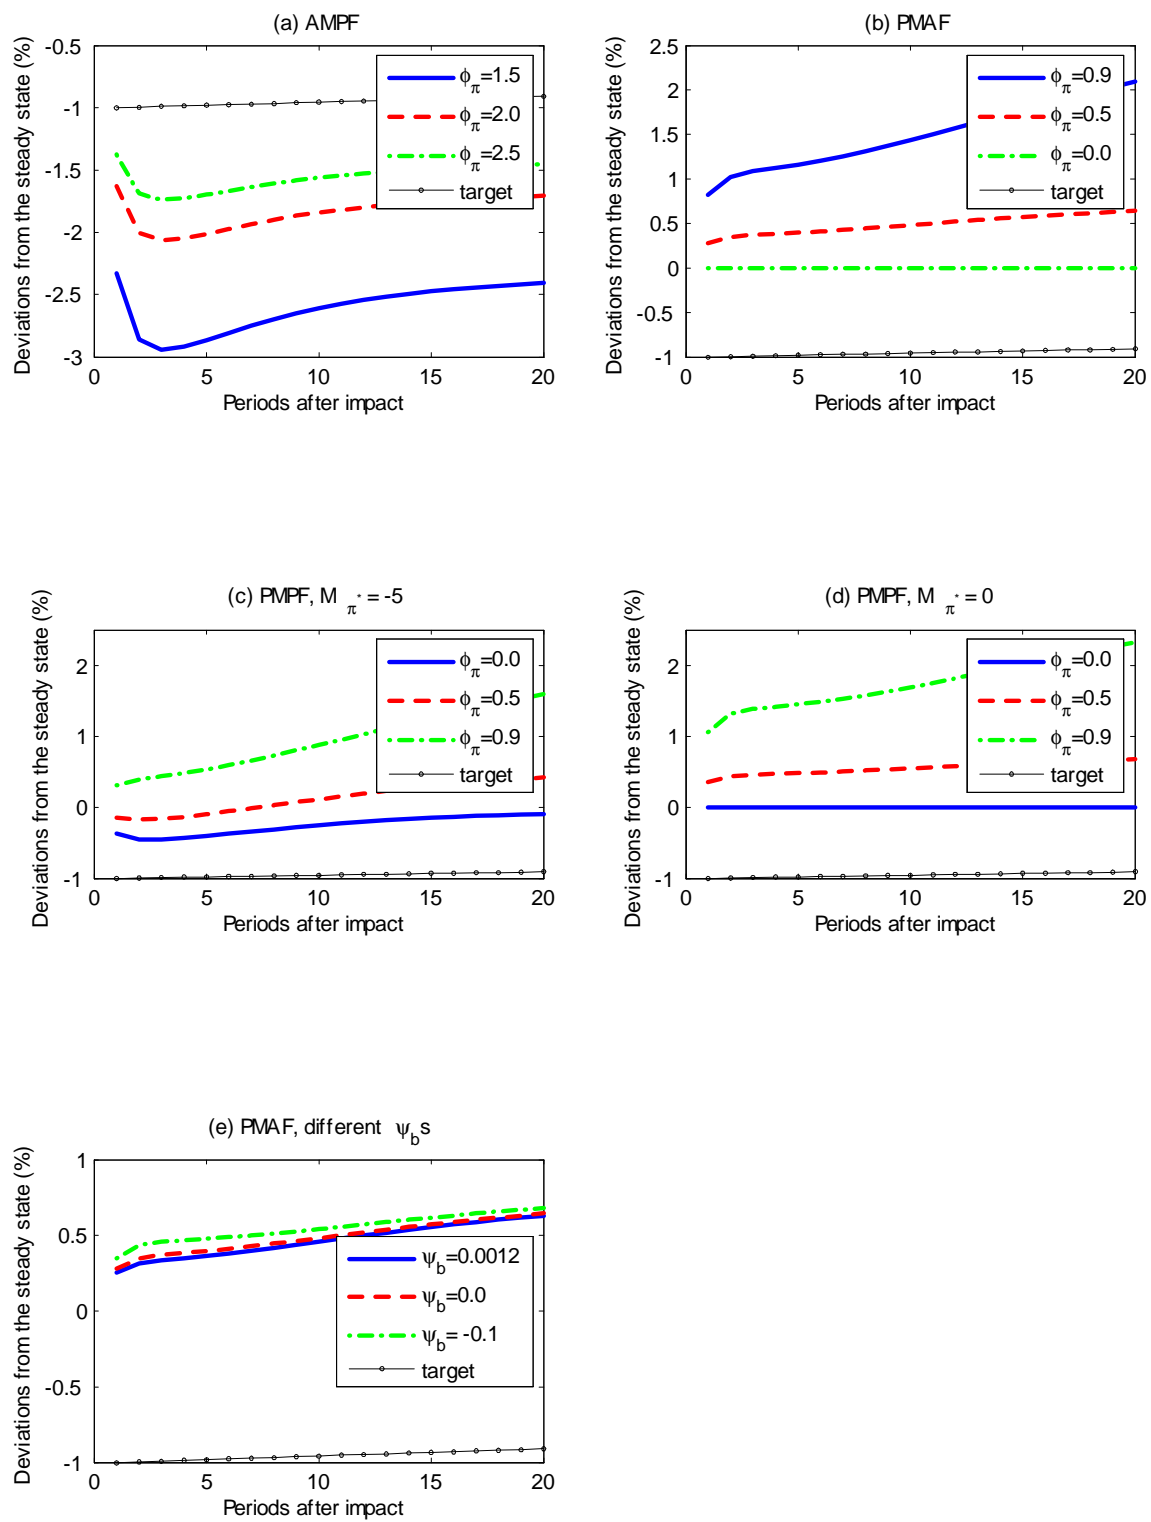 (a) AMPF
Deviations from the steady state (%)
-0.5
-1
-1.5
-2
-2.5
-3
0
5
10
15
20
Periods after impact
ϕπ=1.5
ϕπ=2.0
ϕπ=2.5
target
(b) PMAF
Deviations from the steady state (%)
2.5
2
1.5
1
0.5
0
-0.5
-1
0
5
10
15
20
Periods after impact
ϕπ=0.9
ϕπ=0.5
ϕπ=0.0
target
(c) PMPF, M π* = -5
Deviations from the steady state (%)
2
1
0
-1
0
5
10
15
20
Periods after impact
ϕπ=0.0
ϕπ=0.5
ϕπ=0.9
target
(d) PMPF, M π* = 0
Deviations from the steady state (%)
2
1
0
-1
0
5
10
15
20
Periods after impact
ϕπ=0.0
ϕπ=0.5
ϕπ=0.9
target
(e) PMAF, different ψbs
Deviations from the steady state (%)
1
0.5
0
-0.5
-1
0
5
10
15
20
Periods after impact
ψb=0.0012
ψb=0.0
ψb= -0.1
target